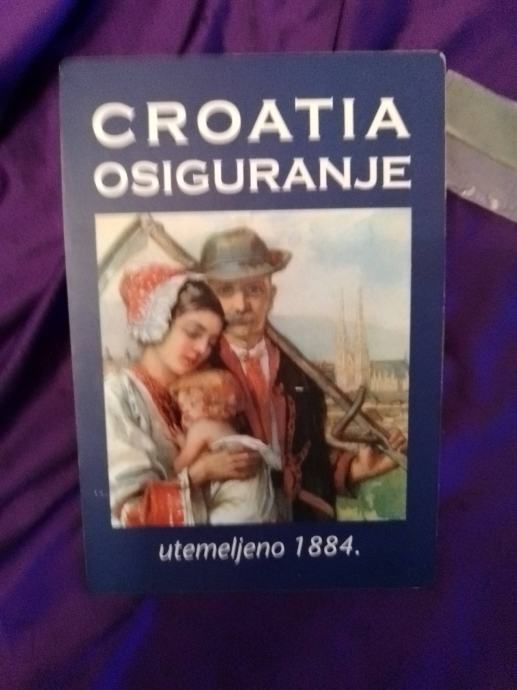 CROATIA
OSIGURANJE
utemeljeno 1884.